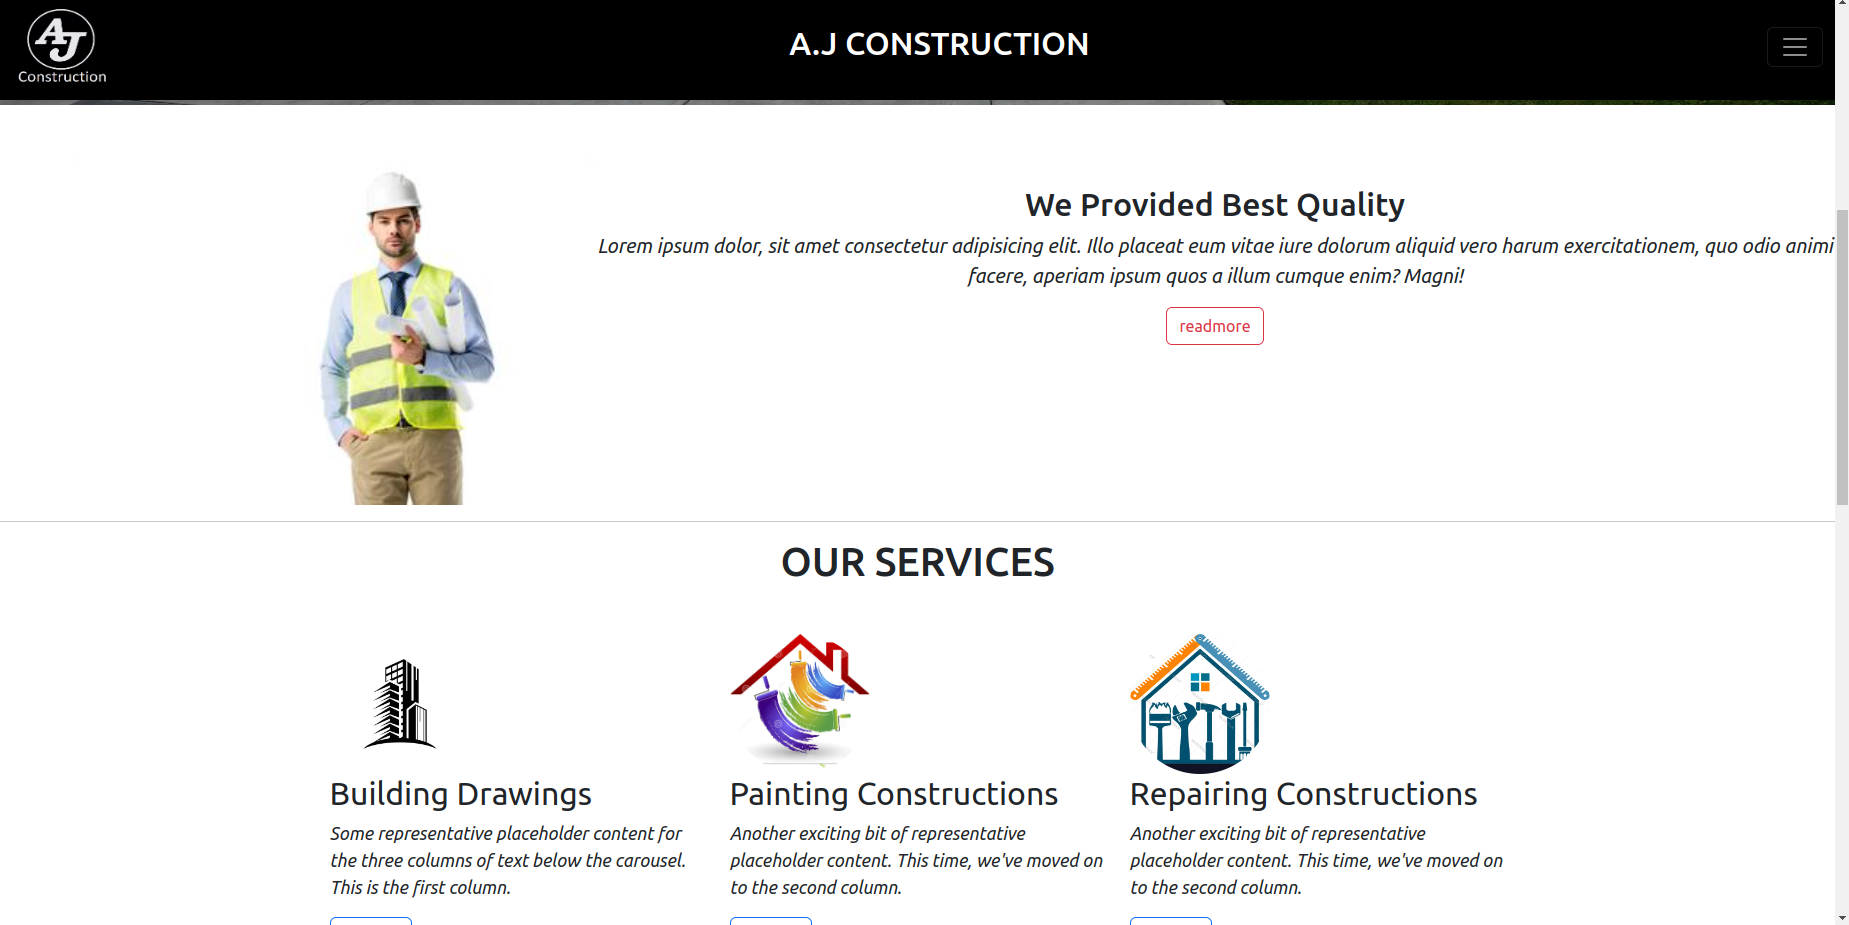 AJ
Construction
A.J CONSTRUCTION
We Provided Best Quality
Lorem ipsum dolor, sit amet consectetur adipisicing elit. Illo placeat eum vitae iure dolorum aliquid vero harum exercitationem, quo odio animi
facere, aperiam ipsum quos a illum cumque enim? Magni!
readmore
OUR SERVICES
Building Drawings
Some representative placeholder content for
the three columns of text below the carousel.
This is the first column.
Painting Constructions
Another exciting bit of representative
placeholder content. This time, we've moved on
to the second column.
Repairing Constructions
Another exciting bit of representative
placeholder content. This time, we've moved on
to the second column.